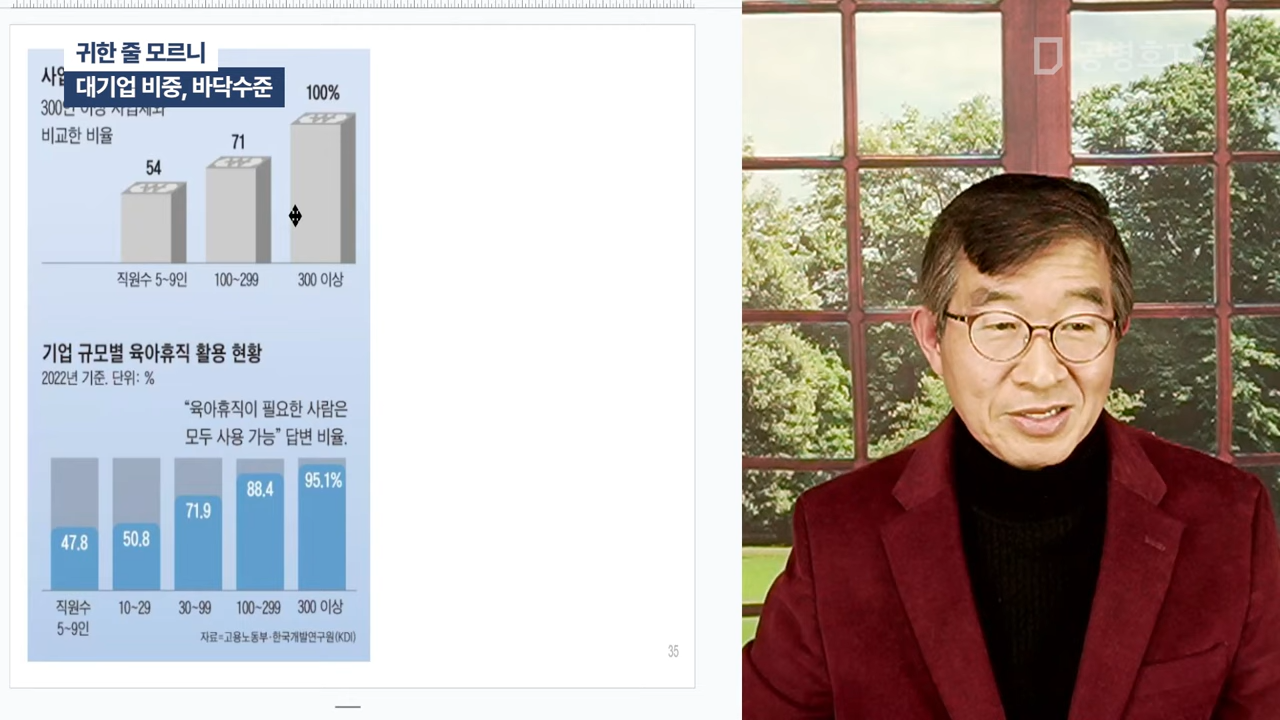 귀한 줄 모르니
대기업 비중, 바닥수준
비교한 비율
54
71
100%
직원수 5~9인
100~299
300 이상
기업 규모별 육아휴직 활용 현황
2022년 기준. 단위: %
“육아휴직이 필요한 사람은
모두 사용 가능” 답변 비율.
47.8
50.8
71.9
88.4
95.1%
직원수
5~9인
10~29
30~99
100~299
300 이상
자료=고용노동부·한국개발연구원(KDI)
35
공병호TV